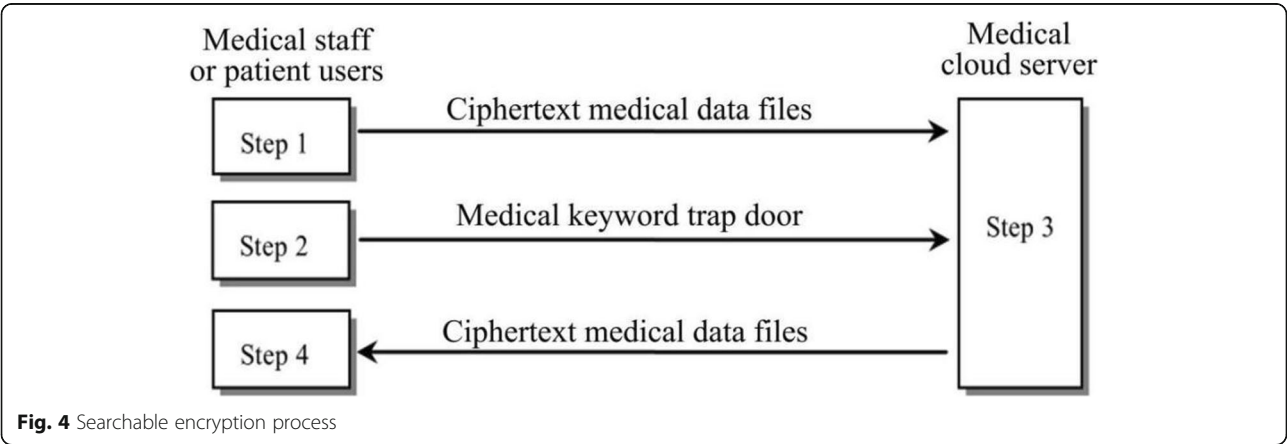 Medical staff
or patient users
Medical
cloud server
Step 1
Ciphertext medical data files
Step 2
Medical keyword trap door
Step 3
Step 4
Ciphertext medical data files
Fig. 4 Searchable encryption process